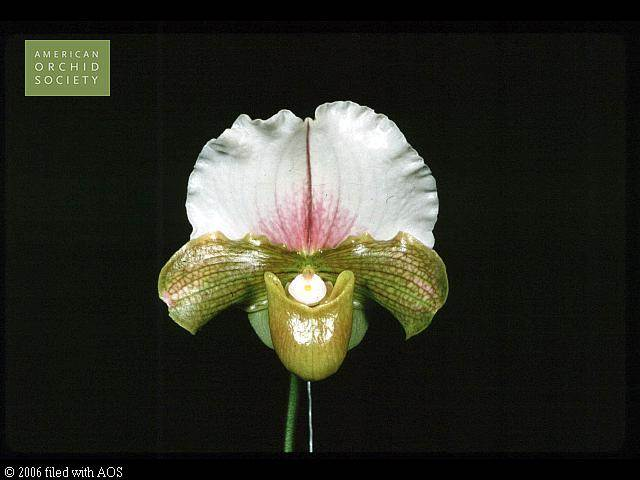 AMERICAN
ORCHID
SOCIETY
© 2006 filed with AOS